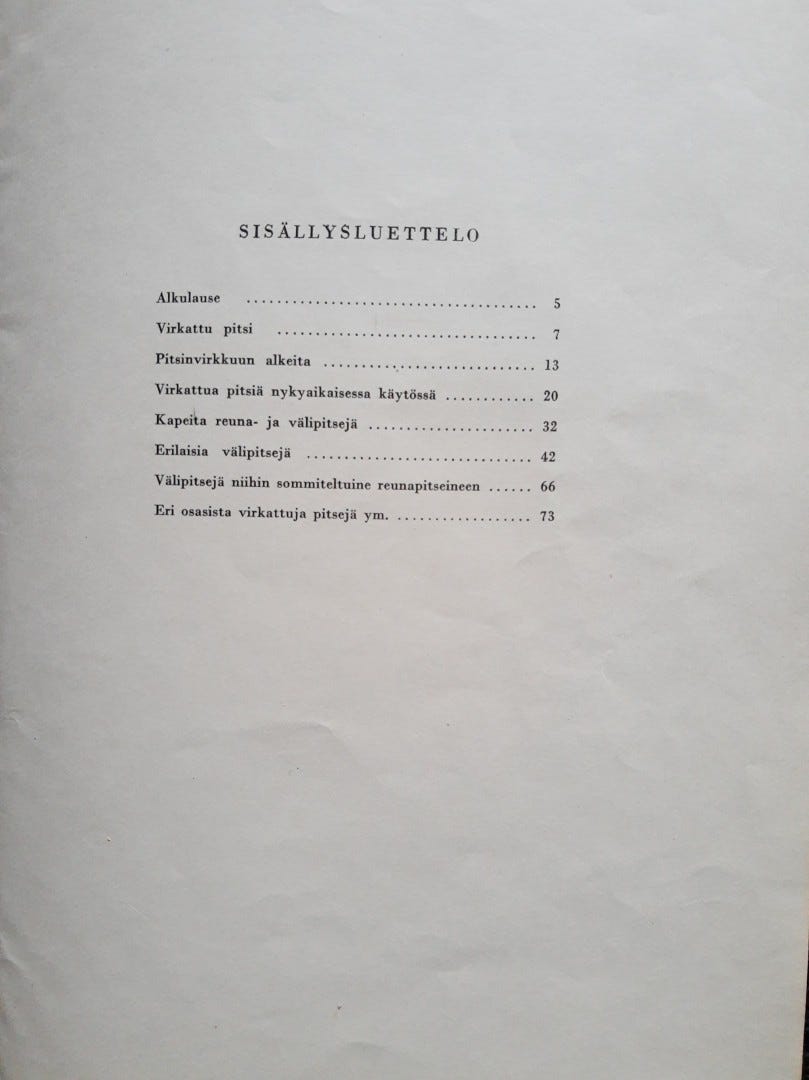 SISÄLLYSLUETTELO
Alkulause ...................................... 5
Virkattu pitsi .................................. 7
Pitsinvirkkuun alkeita ............................ 13
Virkattua pitsiä nykyaikaisessa käytössä ............ 20
Kapeita reuna- ja välipitsejä ...................... 32
Erilaisia välipitsejä ............................. 42
Välipitsejä niihin sommiteltuine reunapitseineen ...... 66
Eri osasista virkattuja pitsejä ym. .................. 73